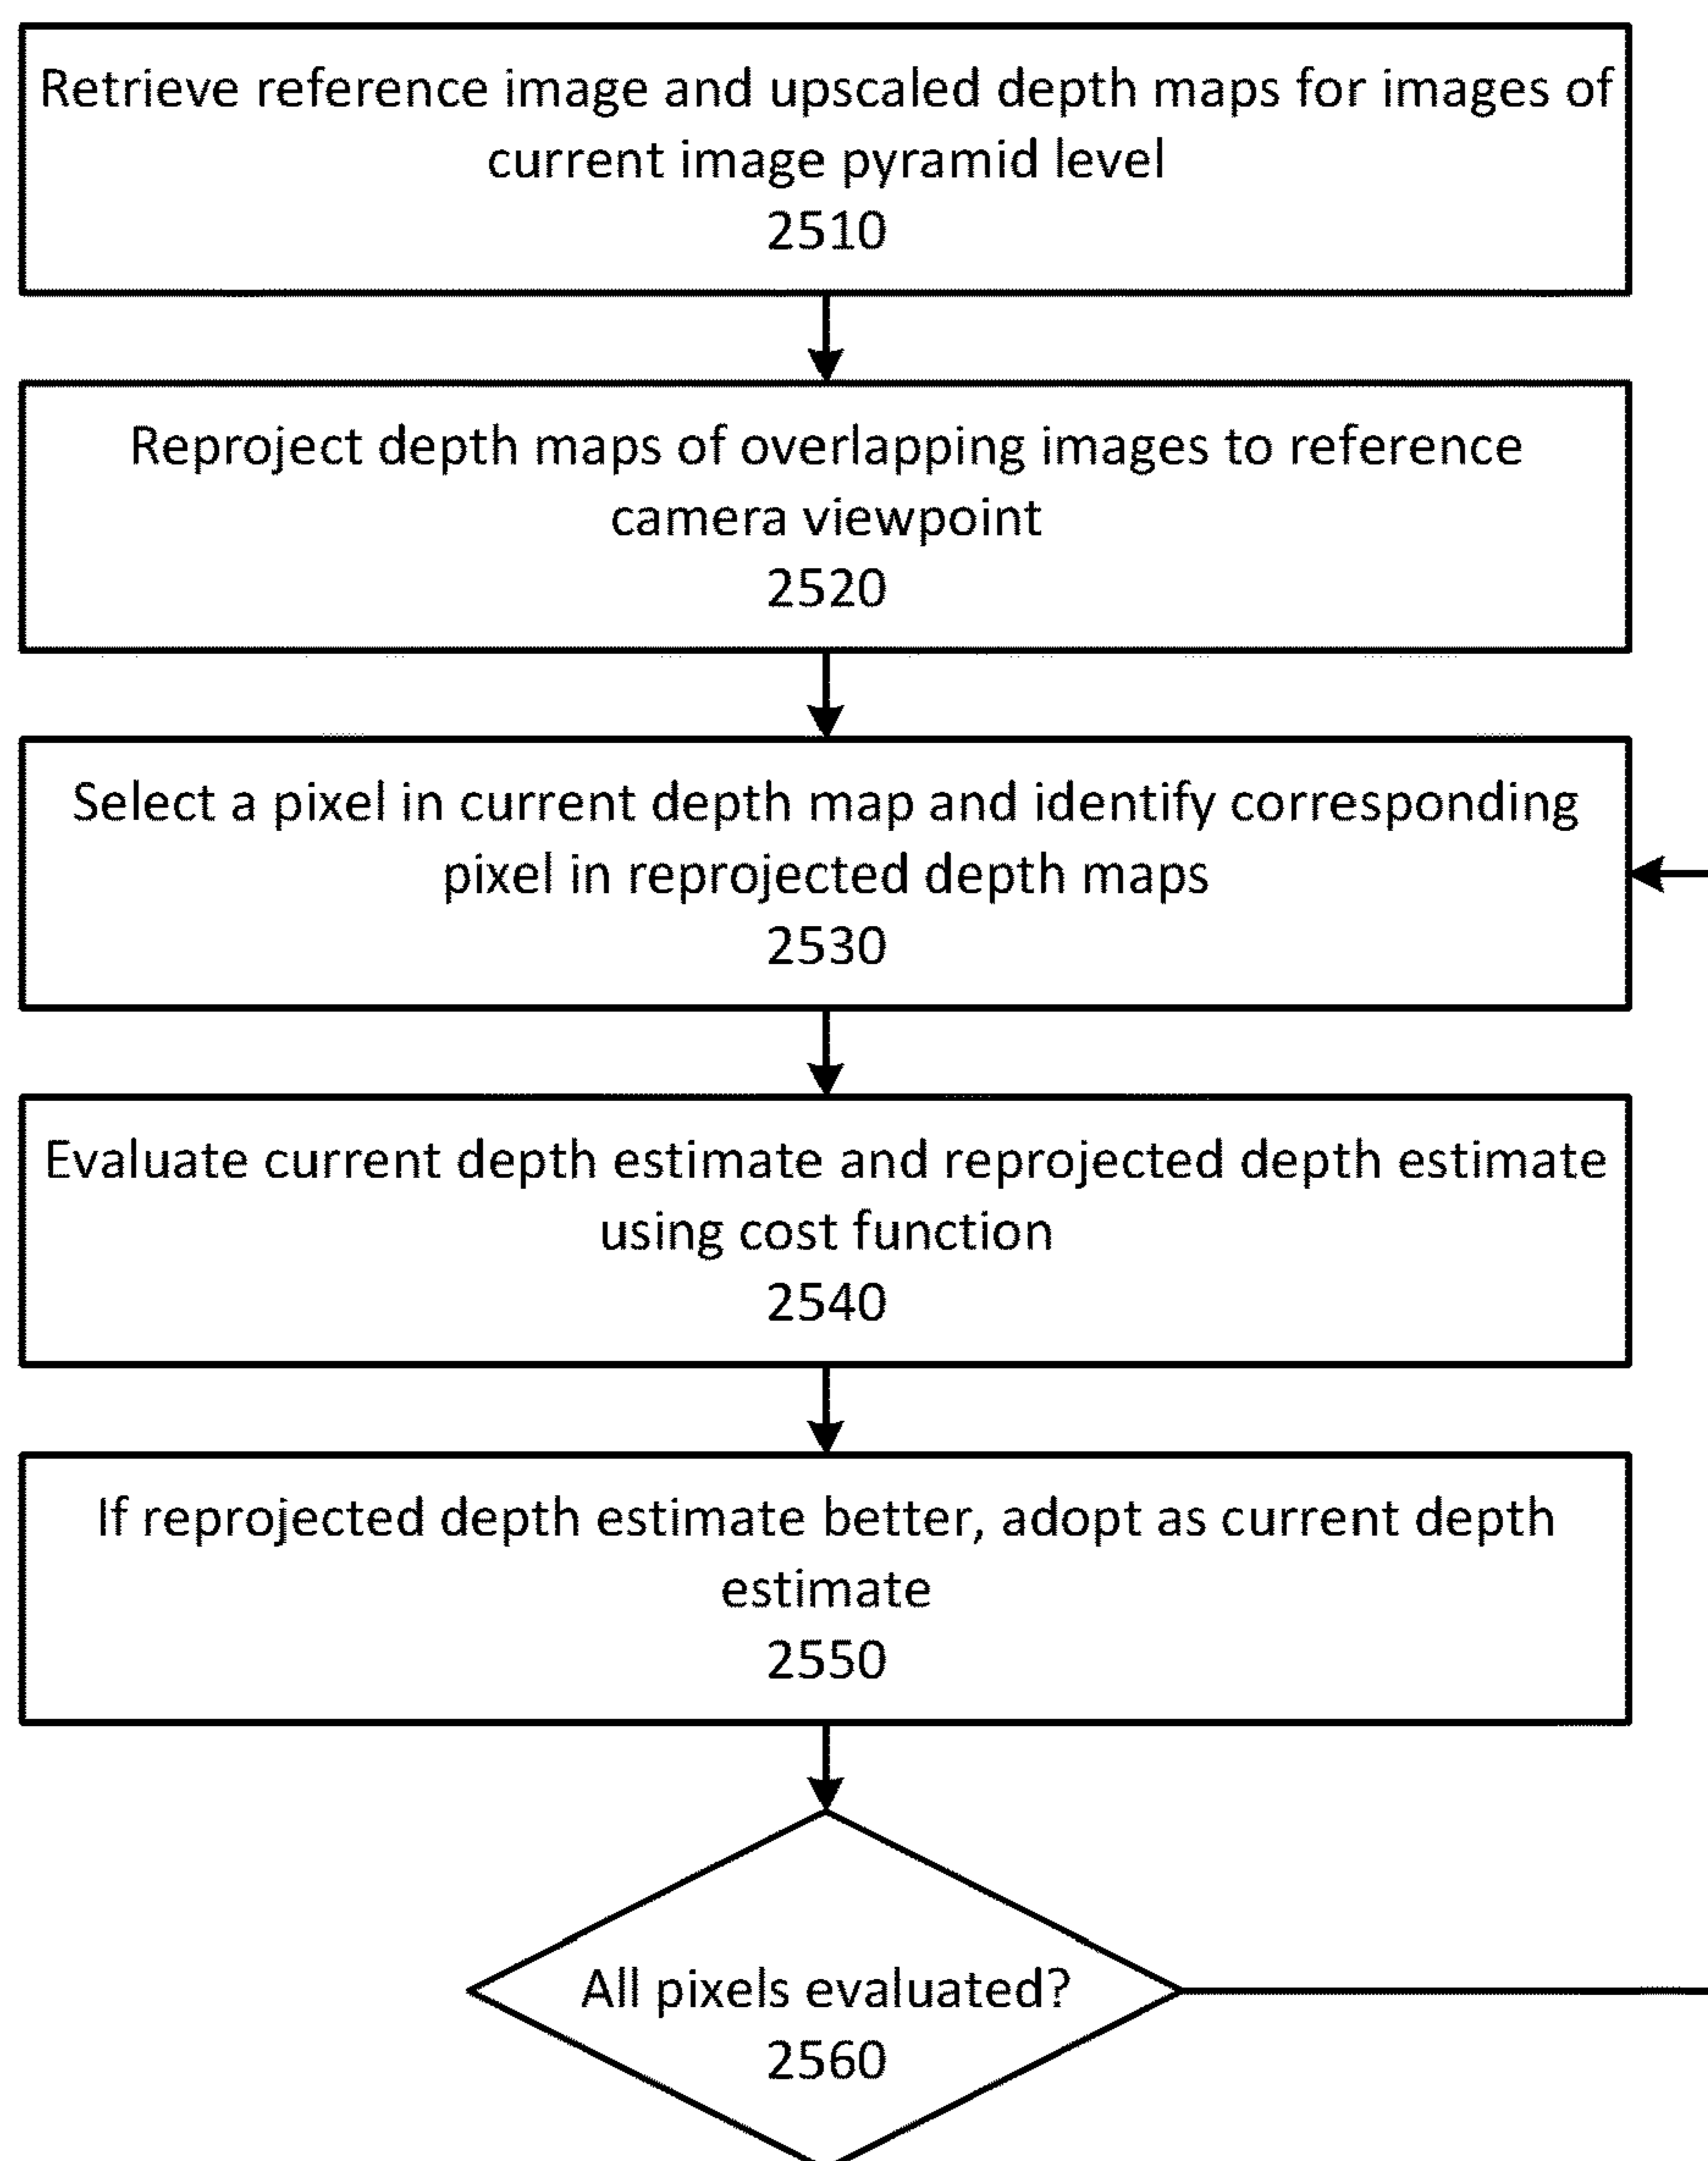 Retrieve reference image and upscaled depth maps for images of
current image pyramid level
2510
Reproject depth maps of overlapping images to reference
camera viewpoint
2520
Select a pixel in current depth map and identify corresponding
pixel in reprojected depth maps
2530
Evaluate current depth estimate and reprojected depth estimate
using cost function
2540
If reprojected depth estimate better, adopt as current depth
estimate
2550
All pixels evaluated?
2560